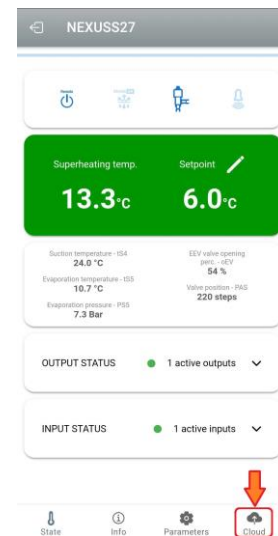 NEXUSS27
Superheating temp.
13.3°C
Setpoint
6.0°C
Suction temperature - tS4
24.0 °C
Evaporation temperature - tS5
10.7 °C
Evaporation pressure - PS5
7.3 Bar
EEV valve opening
perc. - oEV
54 %
Valve position - PAS
220 steps
OUTPUT STATUS
1 active outputs
INPUT STATUS
1 active inputs
State
Info
Parameters
Cloud